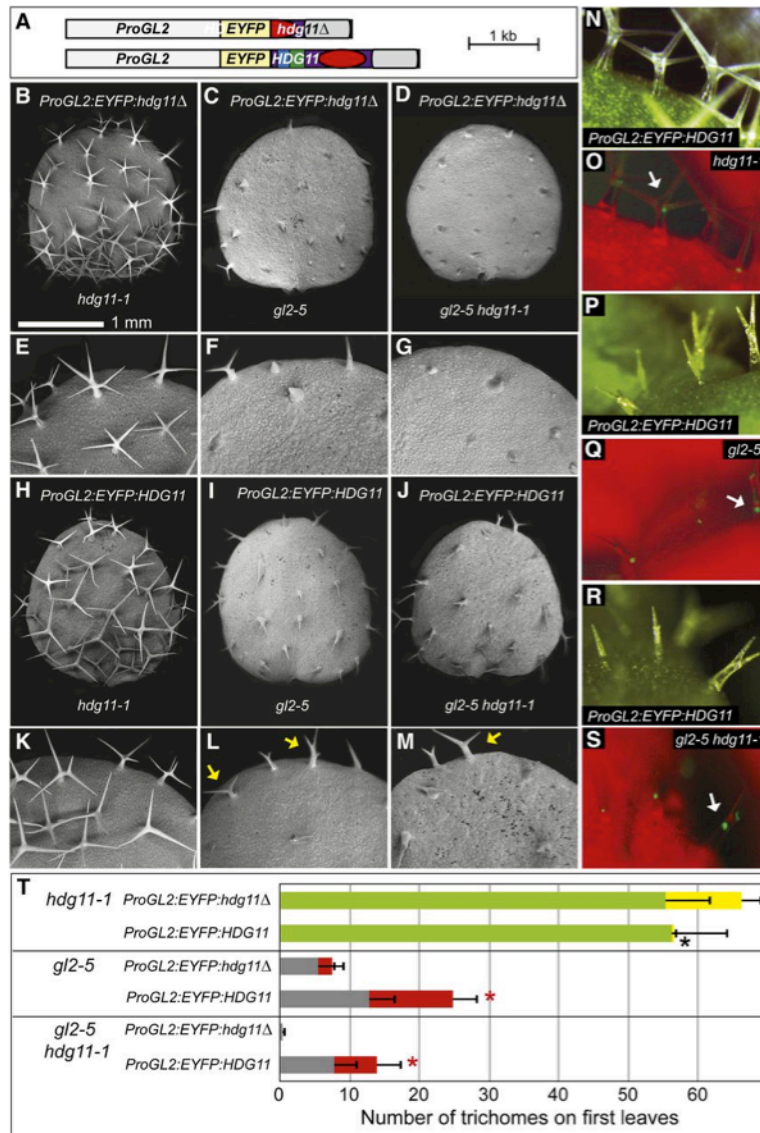 A
ProGL2 EYFP hdg11Δ
ProGL2 EYFP HDG11
1 kb
B ProGL2:EYFP:hdg11Δ
hdg11-1
1 mm
C ProGL2:EYFP:hdg11Δ
gl2-5
D ProGL2:EYFP:hdg11Δ
gl2-5 hdg11-1
E
F
G
H ProGL2:EYFP:HDG11
hdg11-1
I ProGL2:EYFP:HDG11
gl2-5
J ProGL2:EYFP:HDG11
gl2-5 hdg11-1
K
L
M
N
ProGL2:EYFP:HDG11
O hdg11-1
P
ProGL2:EYFP:HDG11
Q gl2-5
R
ProGL2:EYFP:HDG11
S gl2-5 hdg11-1
T
hdg11-1 ProGL2:EYFP:hdg11Δ
ProGL2:EYFP:HDG11 *
gl2-5 ProGL2:EYFP:hdg11Δ
ProGL2:EYFP:HDG11 *
gl2-5 ProGL2:EYFP:hdg11Δ
hdg11-1
ProGL2:EYFP:HDG11 *
0 10 20 30 40 50 60
Number of trichomes on first leaves